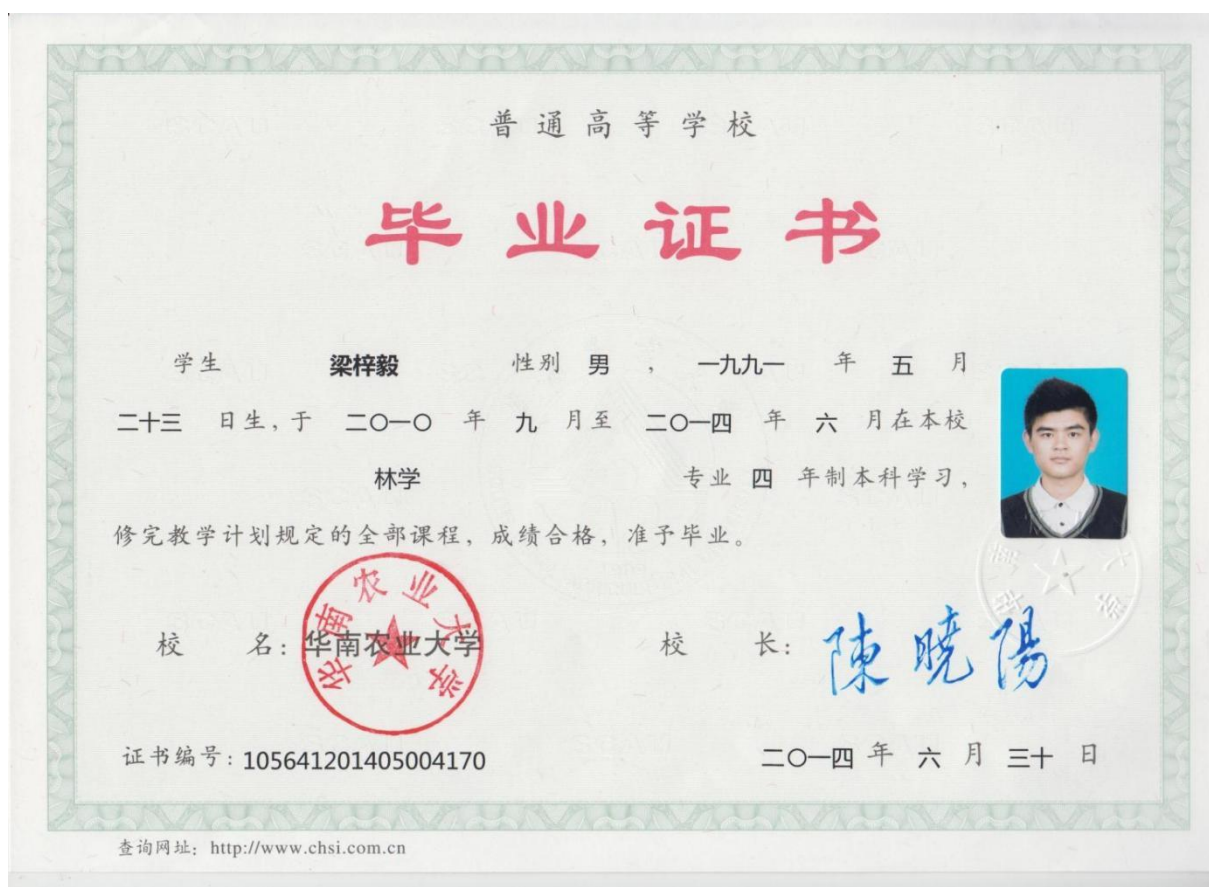 普通高等学校
毕业证书
学生 梁梓毅 性别 男 , 一九九一 年 五 月
二十三 日生,于 二〇一〇 年 九 月至 二〇一四 年 六 月在本校
林学 专业 四 年制本科学习,
修完教学计划规定的全部课程,成绩合格,准予毕业。
华南农业大学
校 名:华南农业大学 校 长:陳曉陽
证书编号:105641201405004170 二〇一四 年 六 月 三十 日
查询网址:http://www.chsi.com.cn